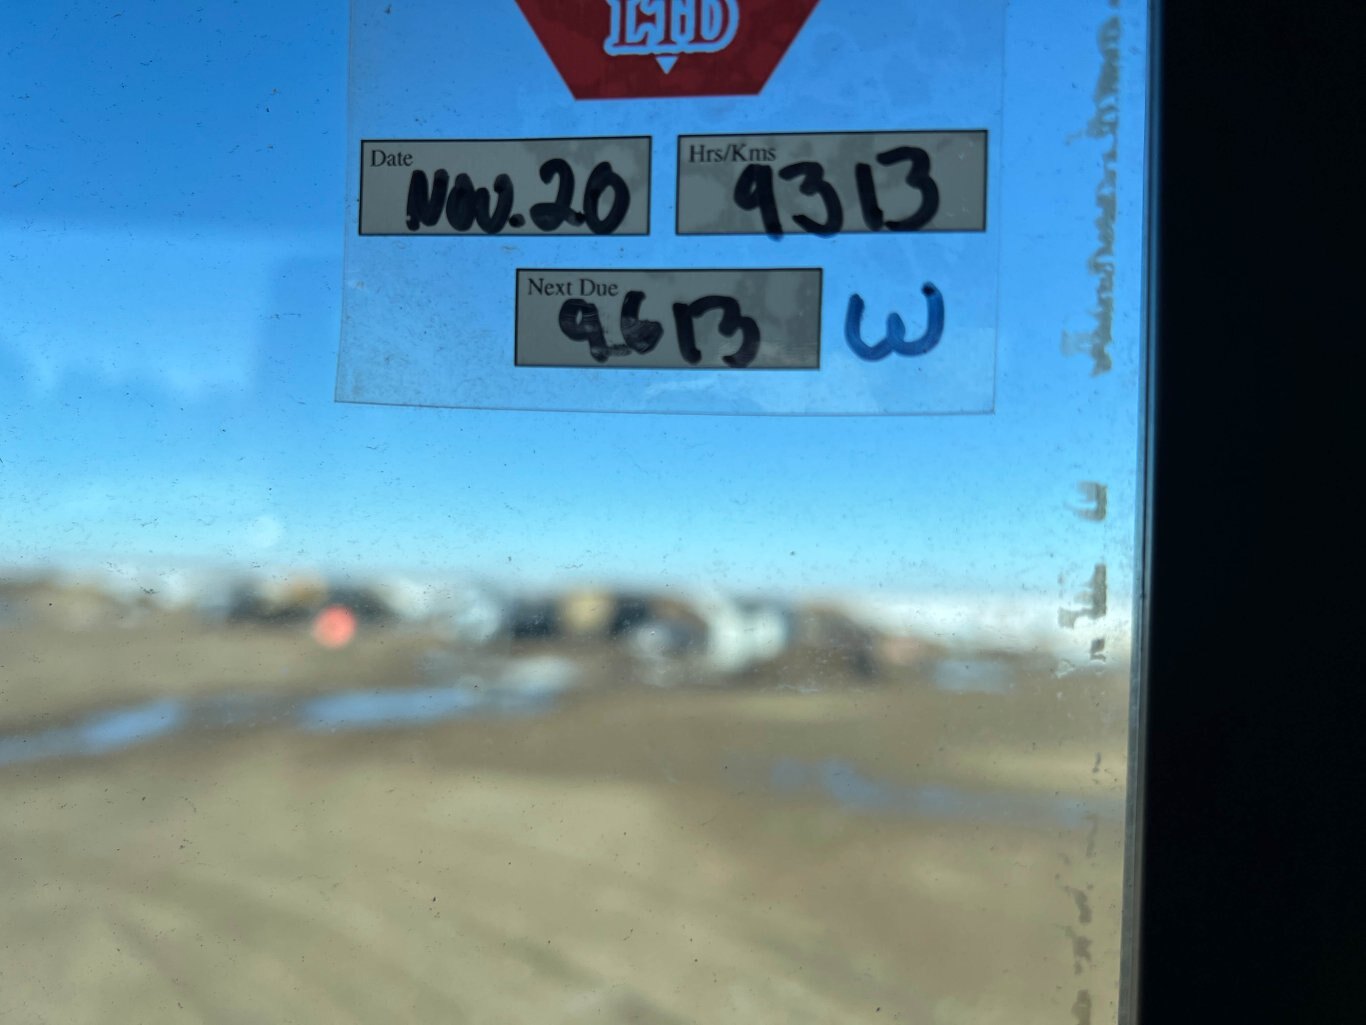 LTD
Date
Nov. 20
Hrs/Kms
9313
Next Due
9613
W